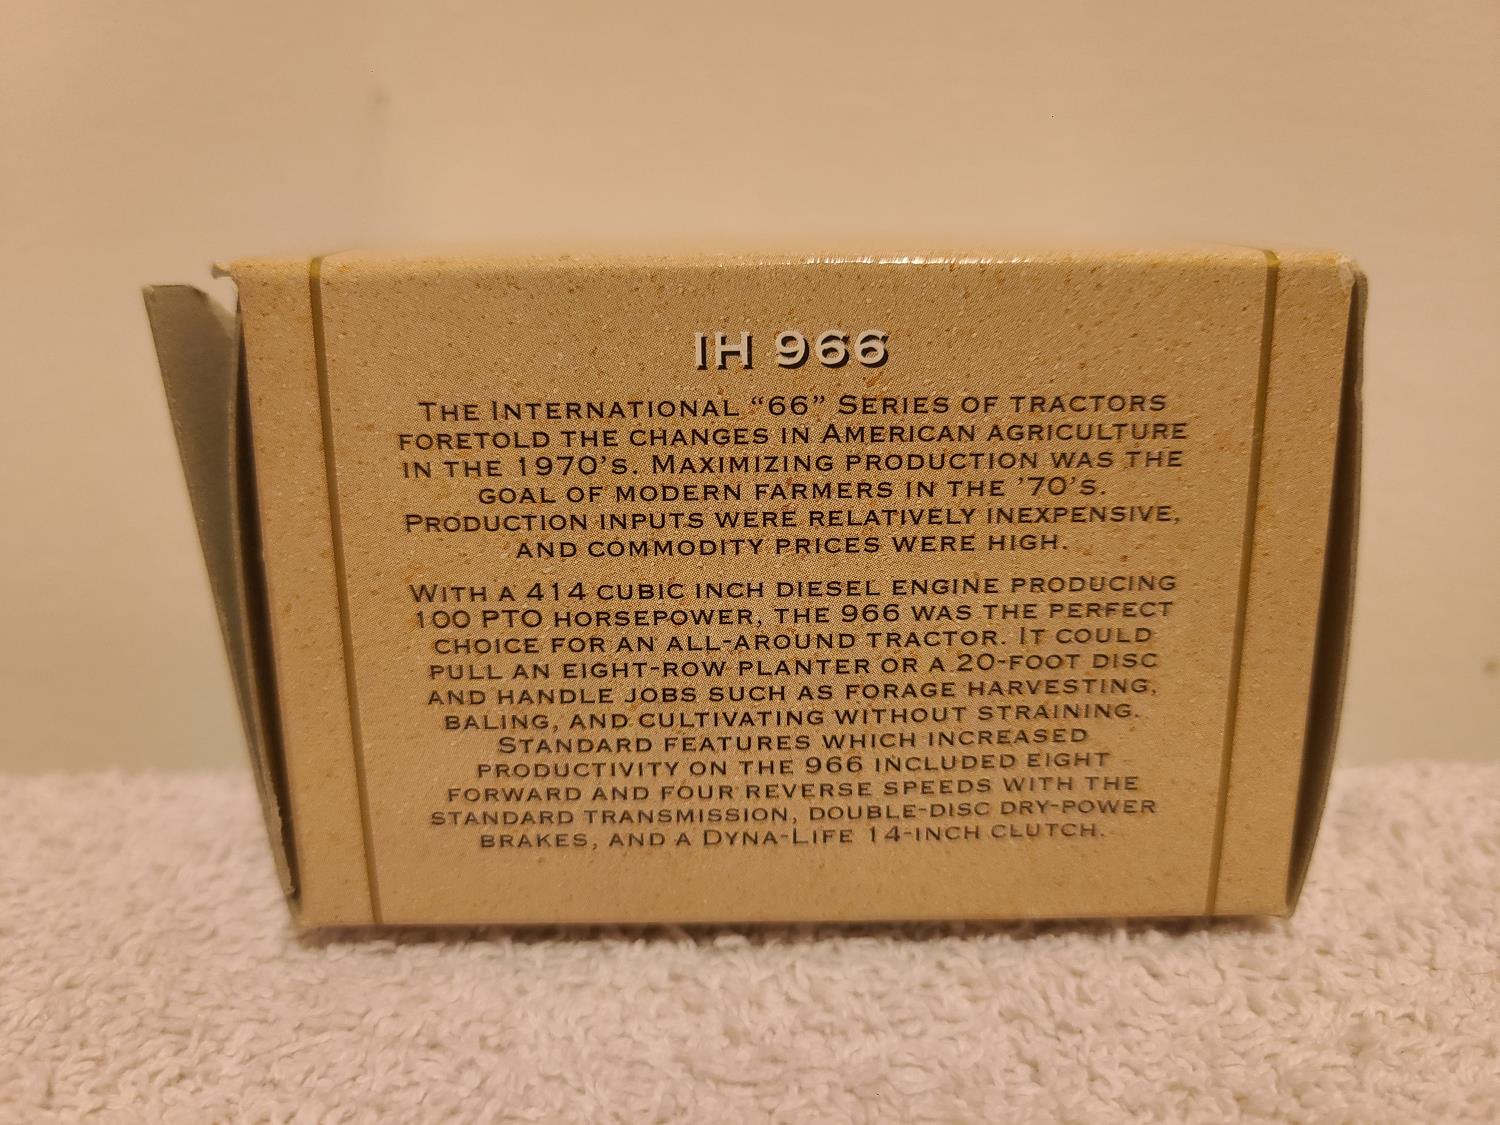 IH 966
The International “66” Series of tractors
foretold the changes in American agriculture
in the 1970’s. Maximizing production was the
goal of modern farmers in the ’70’s.
Production inputs were relatively inexpensive,
and commodity prices were high.
With a 414 cubic inch diesel engine producing
100 PTO horsepower, the 966 was the perfect
choice for an all-around tractor. It could
pull an eight-row planter or a 20-foot disc
and handle jobs such as forage harvesting,
baling, and cultivating without straining.
Standard features which increased
productivity on the 966 included eight
forward and four reverse speeds with the
standard transmission, double-disc dry-power
brakes, and a Dyna-Life 14-inch clutch.